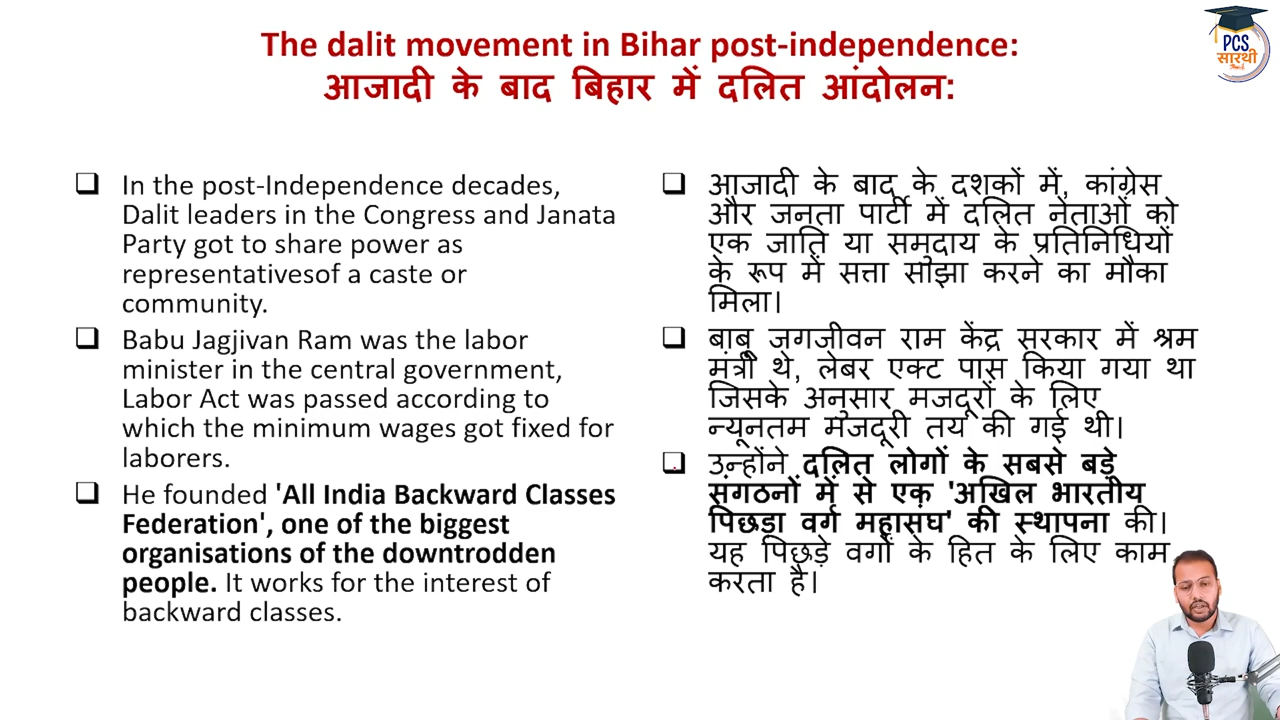 The dalit movement in Bihar post-independence:
आजादी के बाद बिहार में दलित आंदोलन:
PCS
सारथी
In the post-Independence decades,
Dalit leaders in the Congress and Janata
Party got to share power as
representativesof a caste or
community.
Babu Jagjivan Ram was the labor
minister in the central government,
Labor Act was passed according to
which the minimum wages got fixed for
laborers.
He founded 'All India Backward Classes
Federation', one of the biggest
organisations of the downtrodden
people. It works for the interest of
backward classes.
आजादी के बाद के दशकों में, कांग्रेस
और जनता पार्टी में दलित नेताओं को
एक जाति या समुदाय के प्रतिनिधियों
के रूप में सत्ता साझा करने का मौका
मिला।
बाबू जगजीवन राम केंद्र सरकार में श्रम
मंत्री थे, लेबर एक्ट पास किया गया था
जिसके अनुसार मजदूरों के लिए
न्यूनतम मजदूरी तय की गई थी।
उन्होंने दलित लोगों के सबसे बड़े
संगठनों में से एक 'अखिल भारतीय
पिछड़ा वर्ग महासंघ' की स्थापना की।
यह पिछड़े वर्गों के हित के लिए काम
करता है।